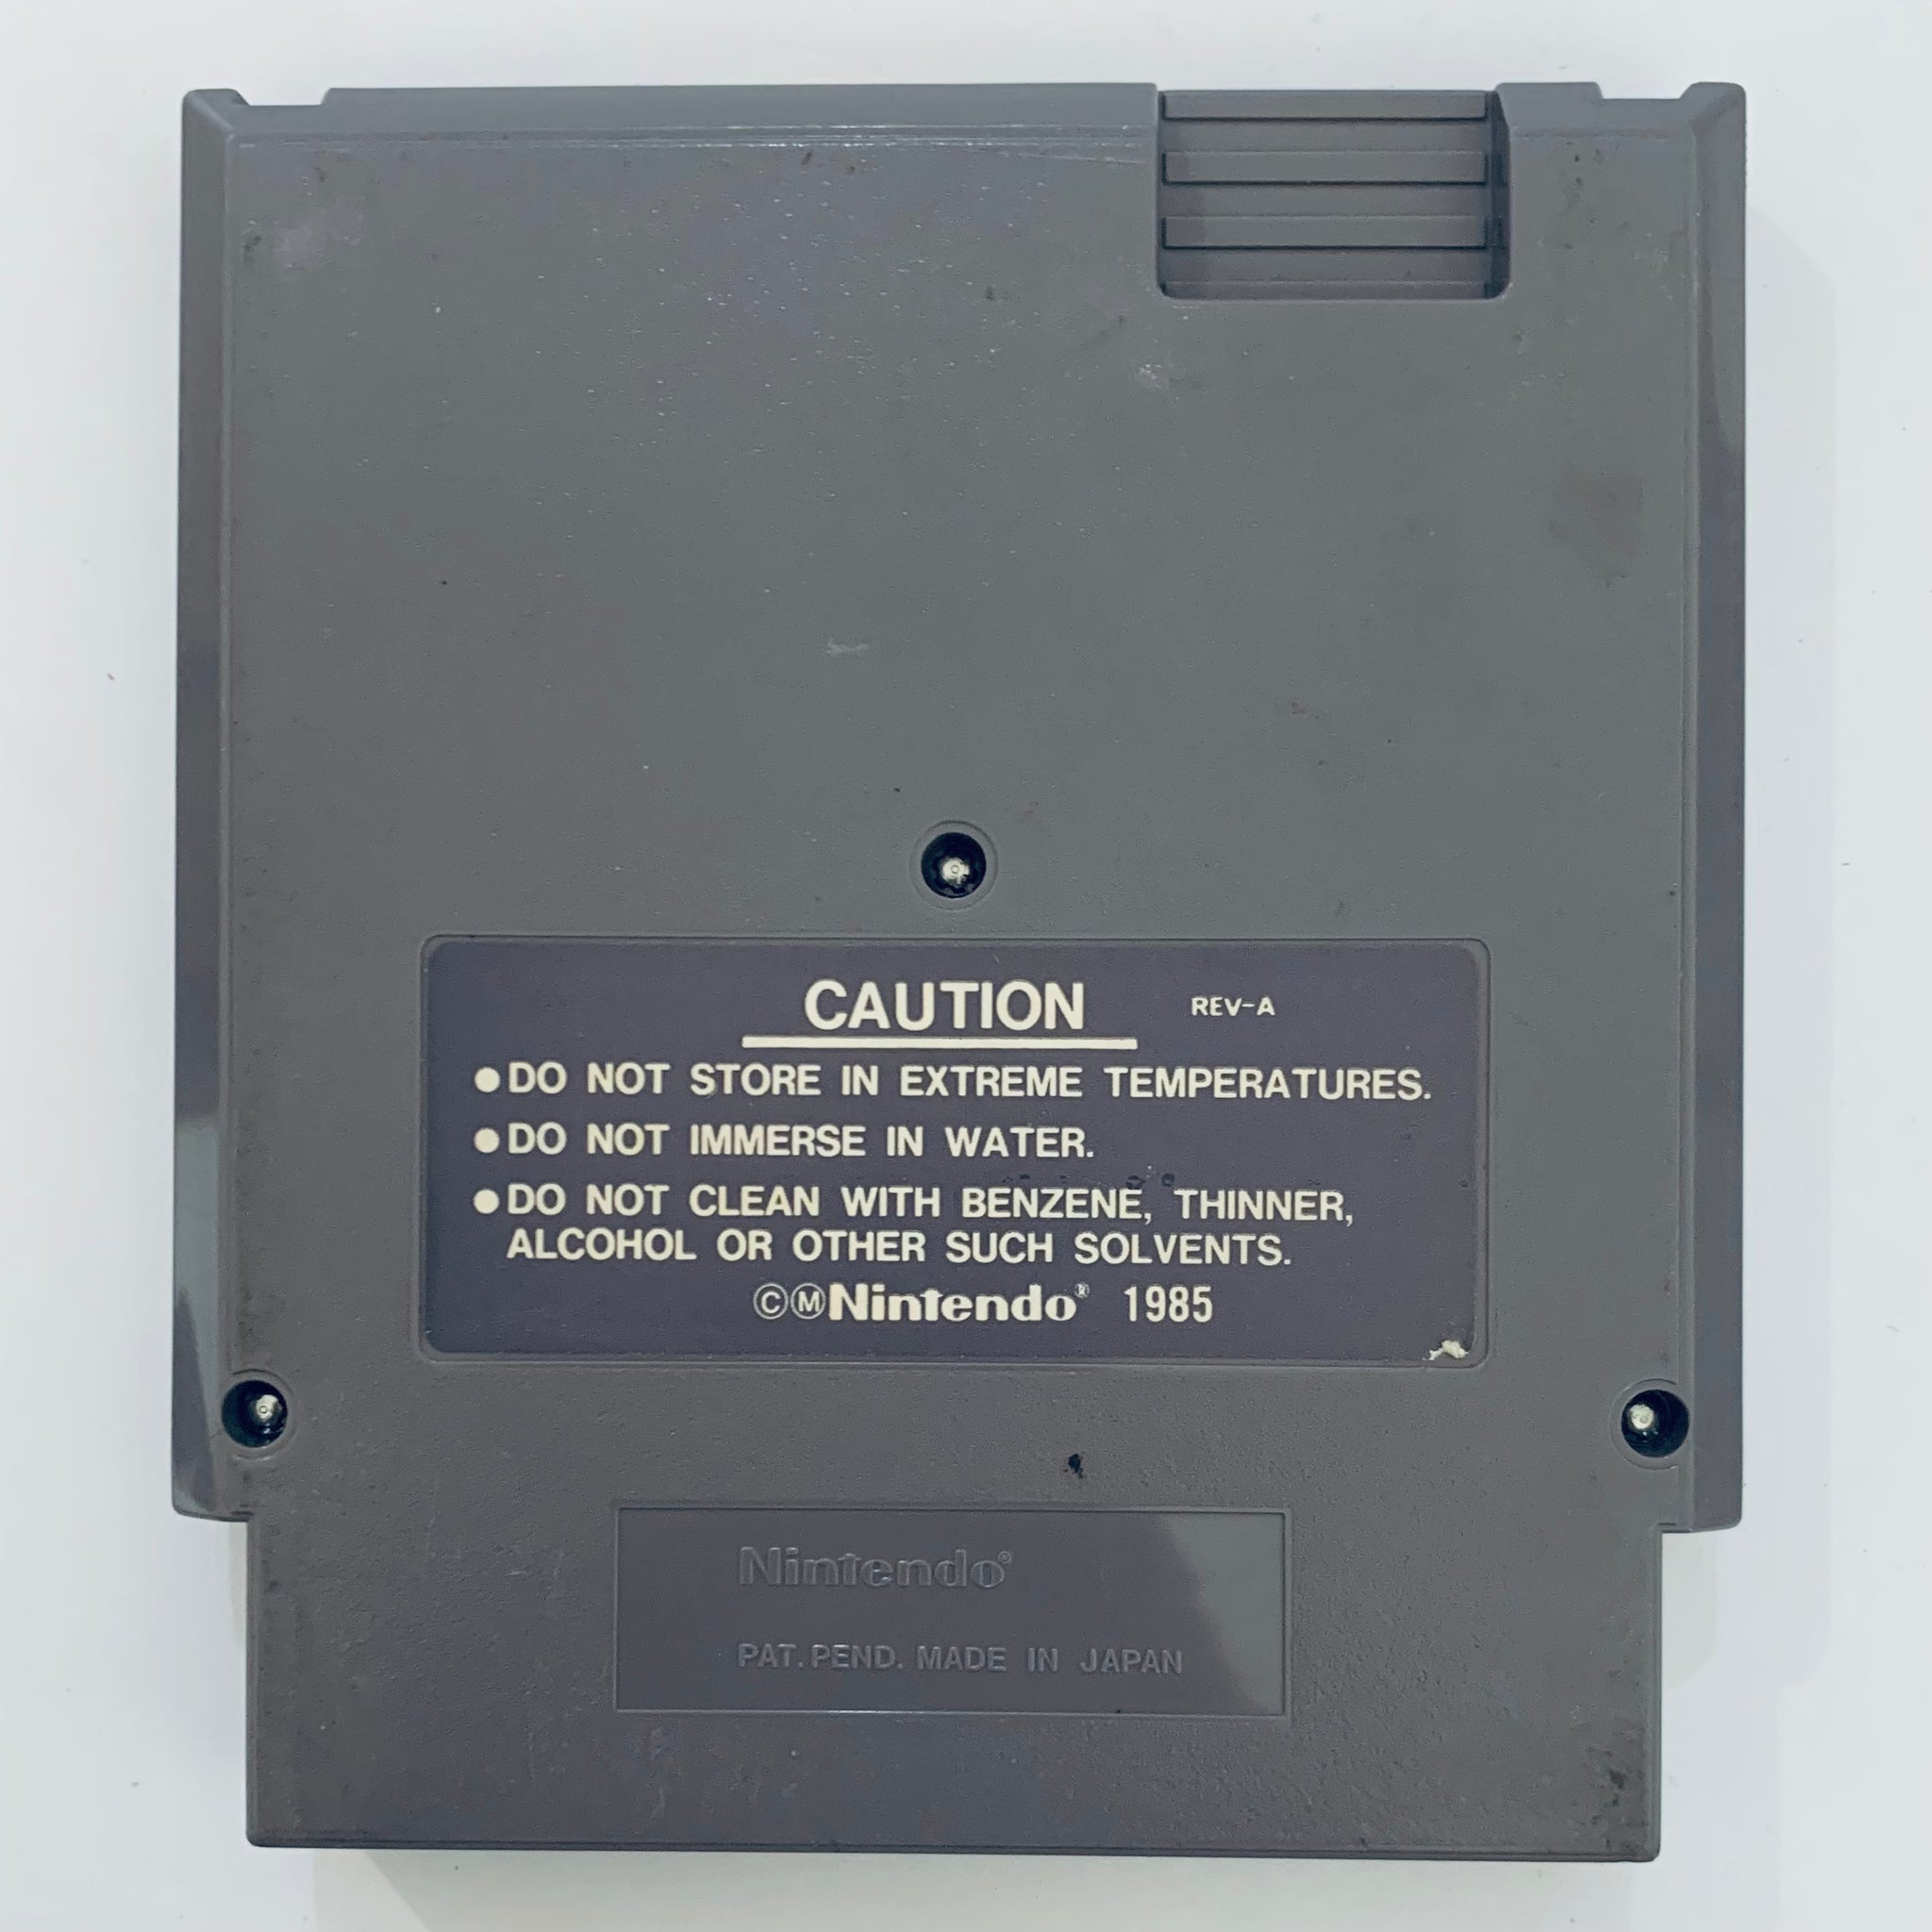 CAUTION REV-A
●DO NOT STORE IN EXTREME TEMPERATURES.
●DO NOT IMMERSE IN WATER.
●DO NOT CLEAN WITH BENZENE, THINNER,
ALCOHOL OR OTHER SUCH SOLVENTS.
©ⓂNintendo® 1985
Nintendo®
PAT. PEND. MADE IN JAPAN